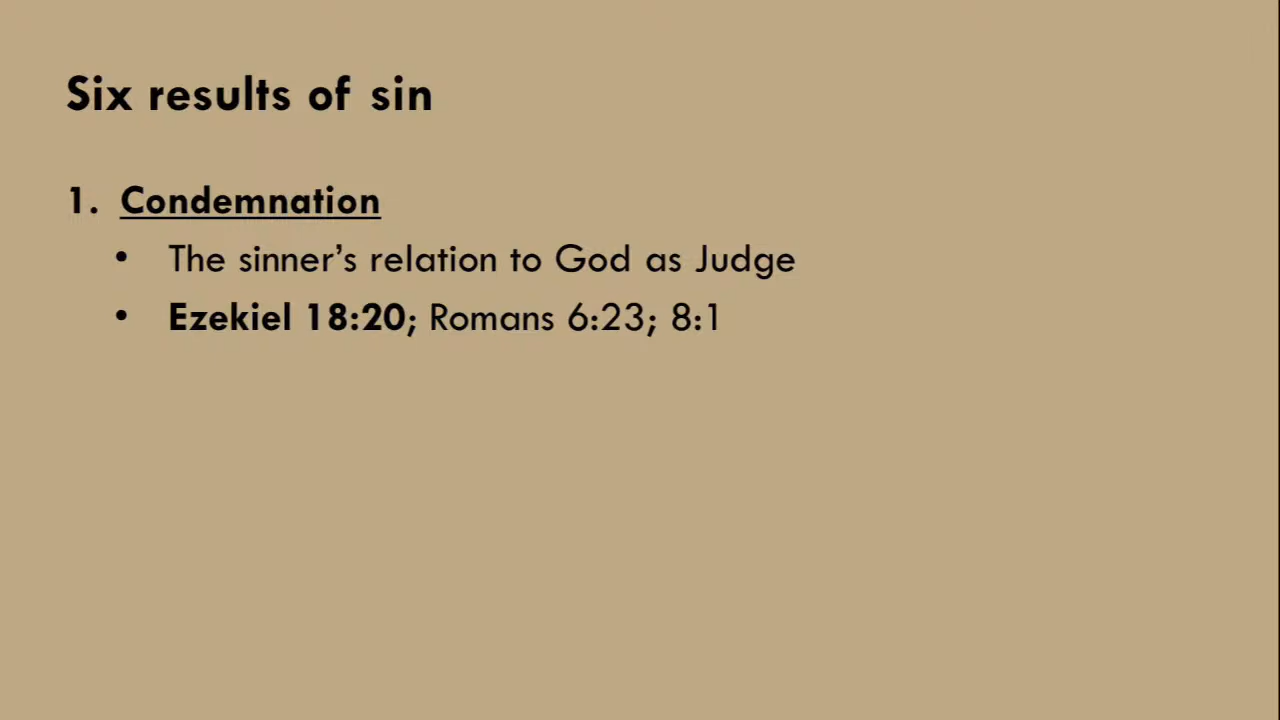 Six results of sin
1. Condemnation
• The sinner’s relation to God as Judge
• Ezekiel 18:20; Romans 6:23; 8:1